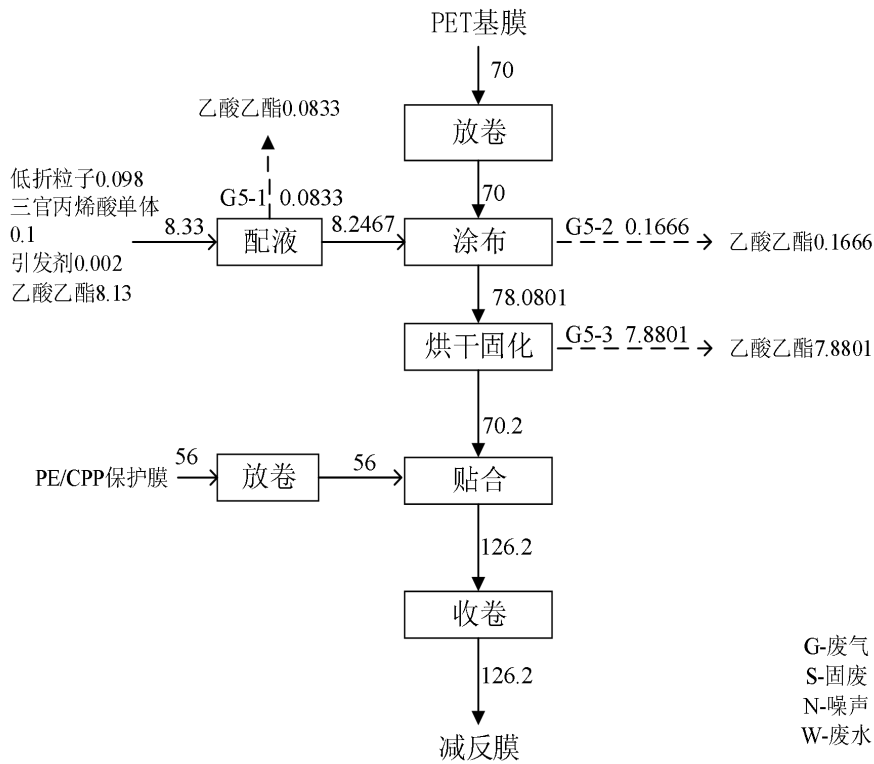 PET基膜
70
乙酸乙酯0.0833
放卷
低折粒子0.098
三官丙烯酸单体
0.1
引发剂0.002
乙酸乙酯8.13
G5-1 0.0833
70
8.33
配液
8.2467
涂布
G5-2 0.1666
乙酸乙酯0.1666
78.0801
烘干固化
G5-3 7.8801
乙酸乙酯7.8801
70.2
PE/CPP保护膜
56
放卷
56
贴合
126.2
收卷
126.2
减反膜
G-废气
S-固废
N-噪声
W-废水